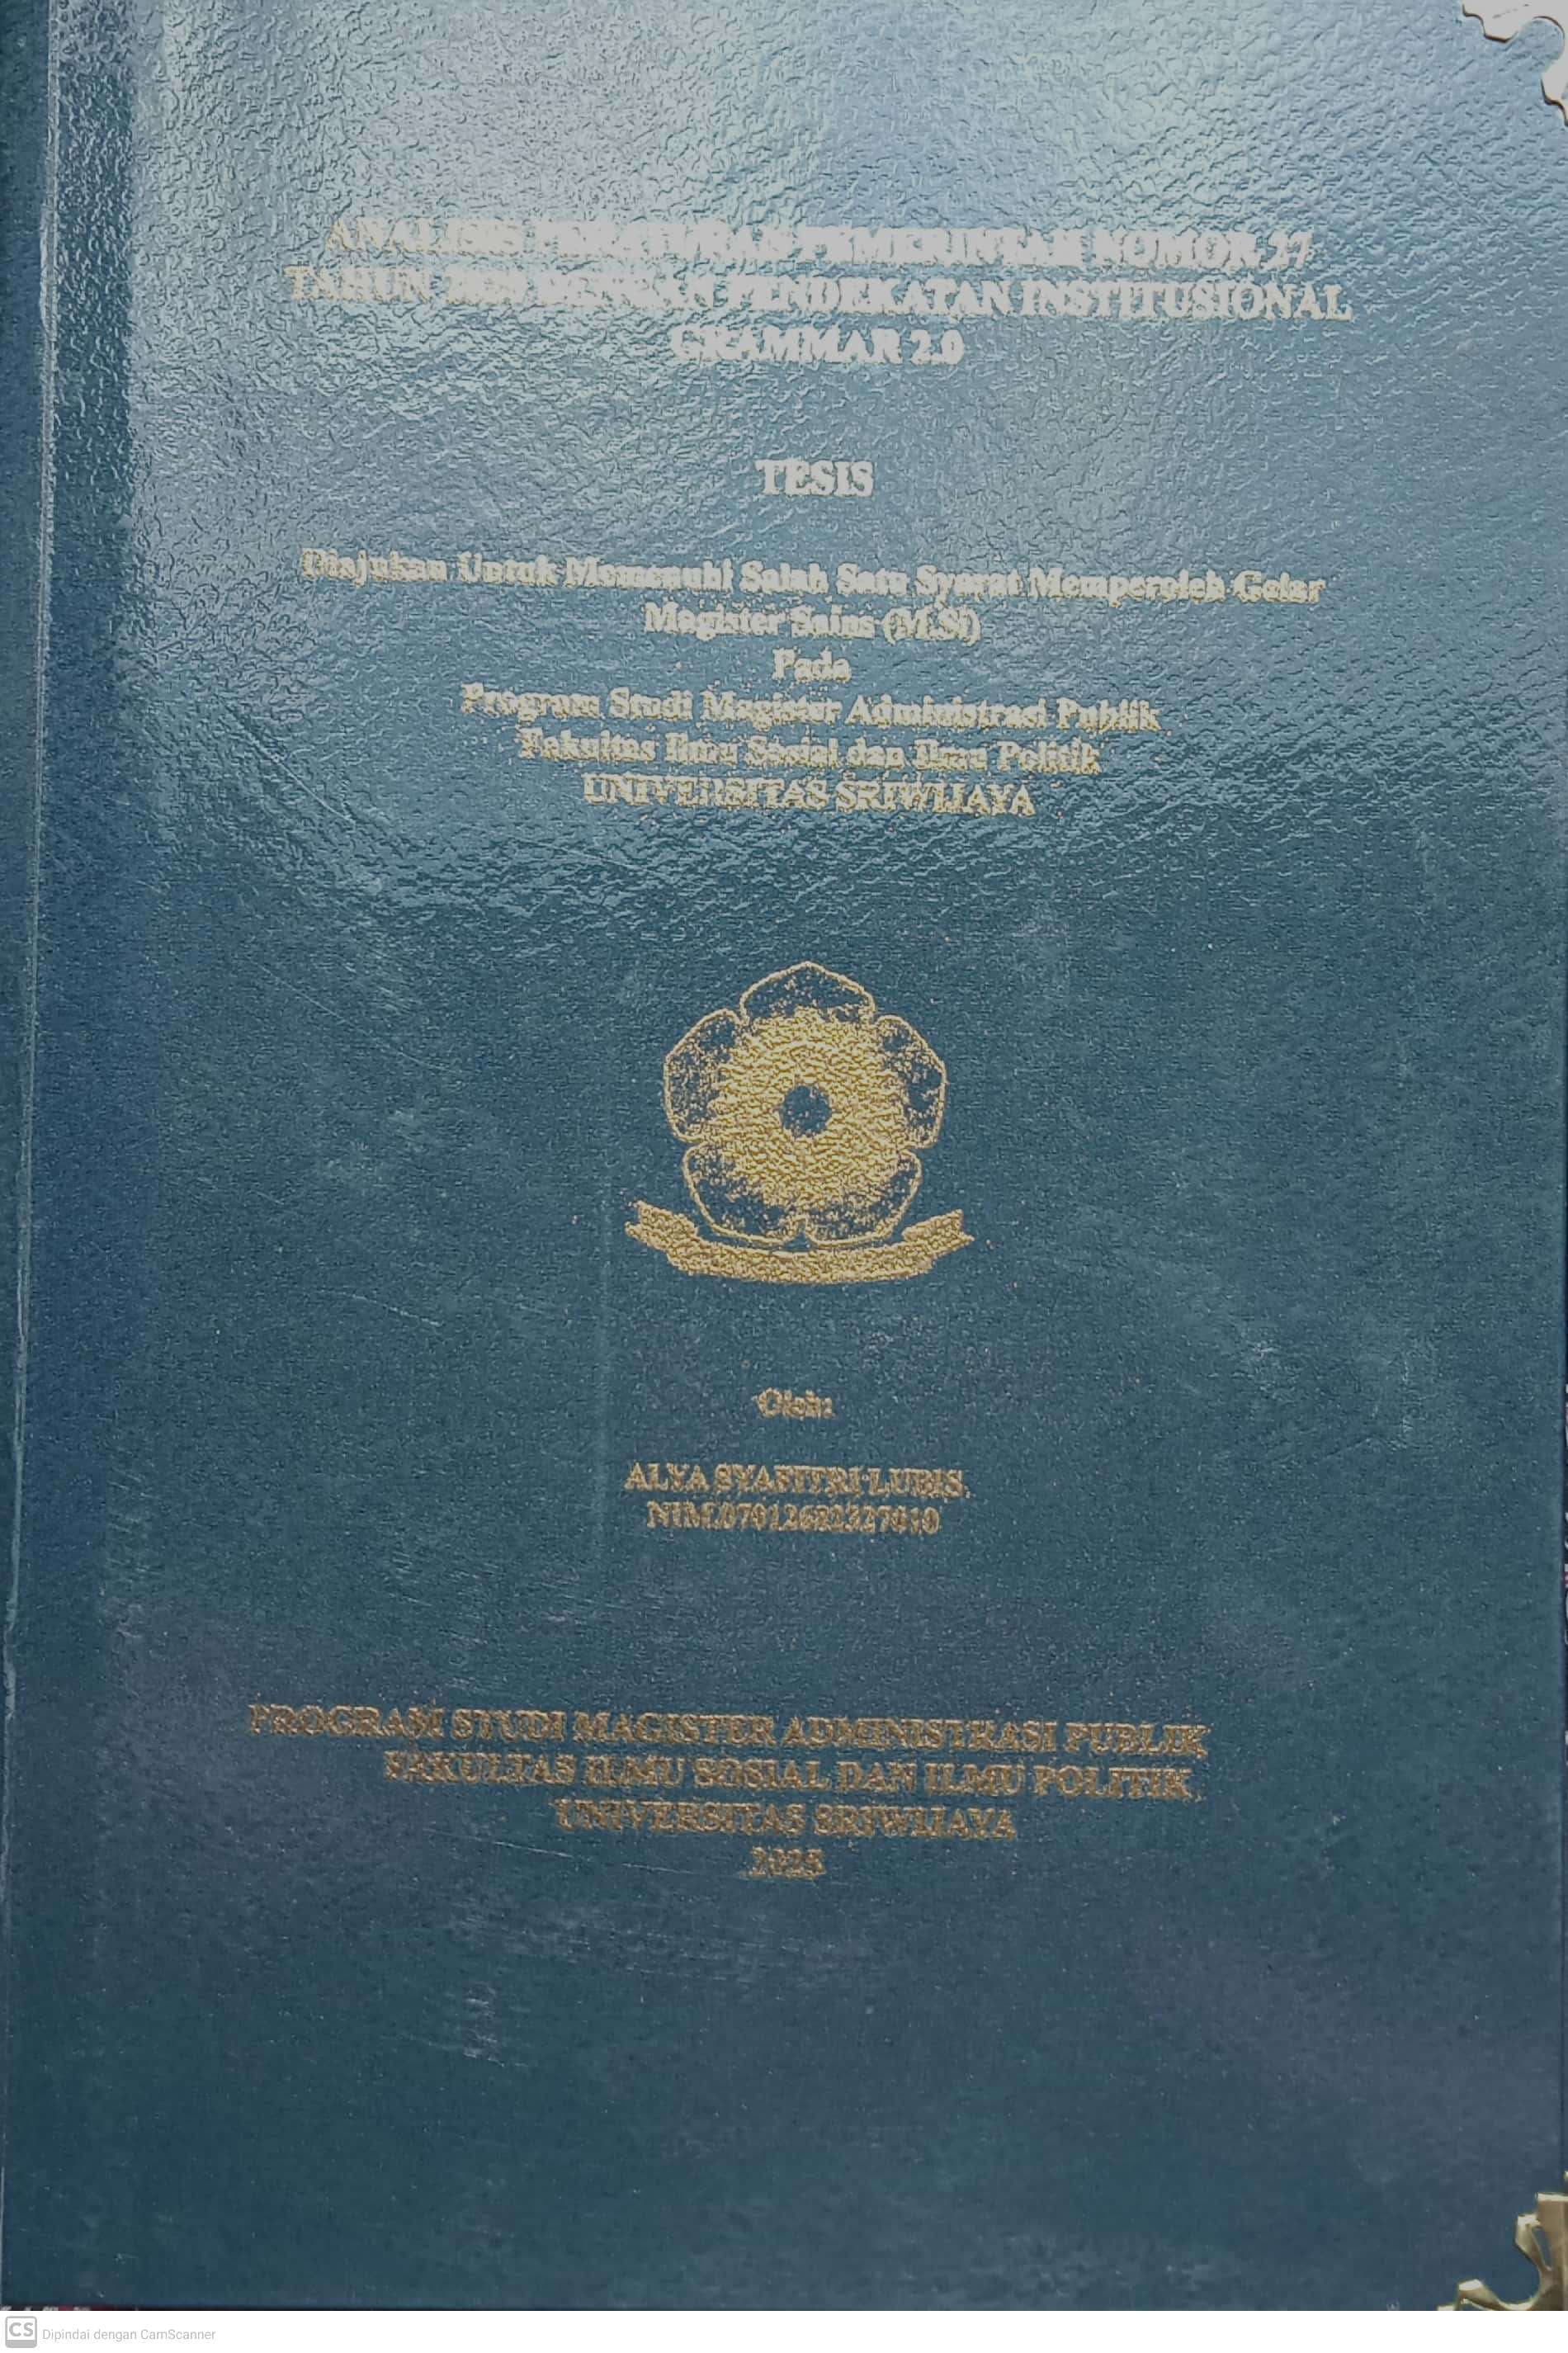 ANALISIS PERATURAN PEMERINTAH NOMOR 27
TAHUN DENGAN PENDEKATAN INSTITUSIONAL
GRAMMAR 2.0
TESIS
Diajukan Untuk Memenuhi Salah Satu Syarat Memperoleh Gelar
Magister Sains (M.Si)
Pada
Program Studi Magister Administrasi Publik
Fakultas Ilmu Sosial dan Ilmu Politik
UNIVERSITAS SRIWIJAYA
Oleh:
ALYA SYAFITRI LUBIS
PROGRAM STUDI MAGISTER ADMINISTRASI PUBLIK
FAKULTAS ILMU SOSIAL DAN ILMU POLITIK
UNIVERSITAS SRIWIJAYA
2025
CS Dipindai dengan CamScanner